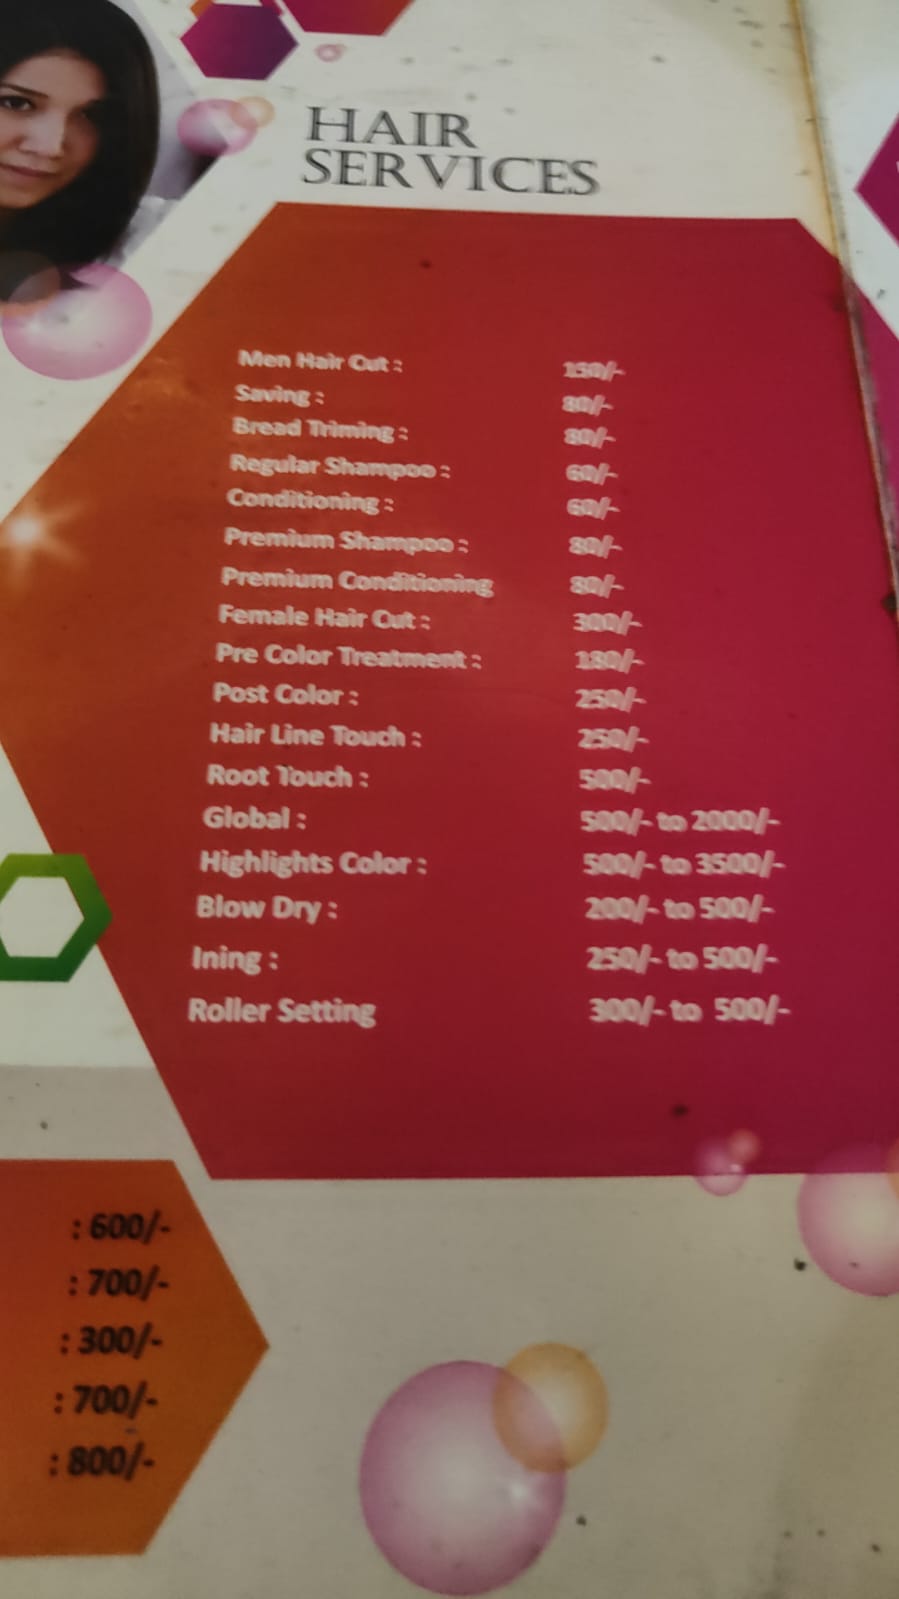 HAIR
SERVICES
Men Hair Cut : 150/-
Saving : 80/-
Bread Triming : 80/-
Regular Shampoo : 60/-
Conditioning : 60/-
Premium Shampoo : 80/-
Premium Conditioning 80/-
Female Hair Cut : 300/-
Pre Color Treatment : 180/-
Post Color : 250/-
Hair Line Touch : 250/-
Root Touch : 500/-
Global : 500/- to 2000/-
Highlights Color : 500/- to 3500/-
Blow Dry : 200/- to 500/-
Ining : 250/- to 500/-
Roller Setting 300/- to 500/-
: 600/-
: 700/-
: 300/-
: 700/-
: 800/-